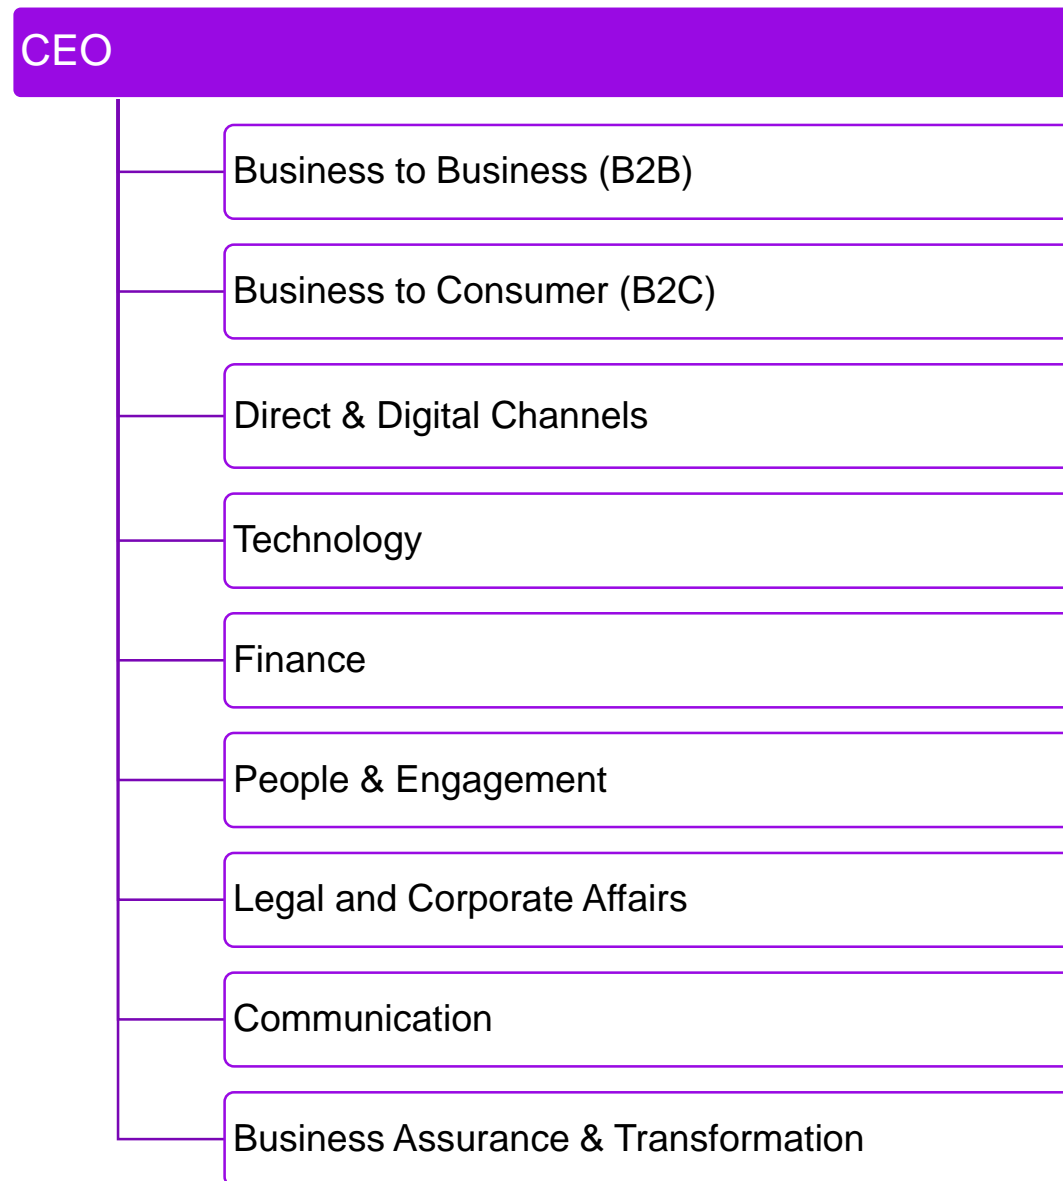 CEO
Business to Business (B2B)
Business to Consumer (B2C)
Direct & Digital Channels
Technology
Finance
People & Engagement
Legal and Corporate Affairs
Communication
Business Assurance & Transformation